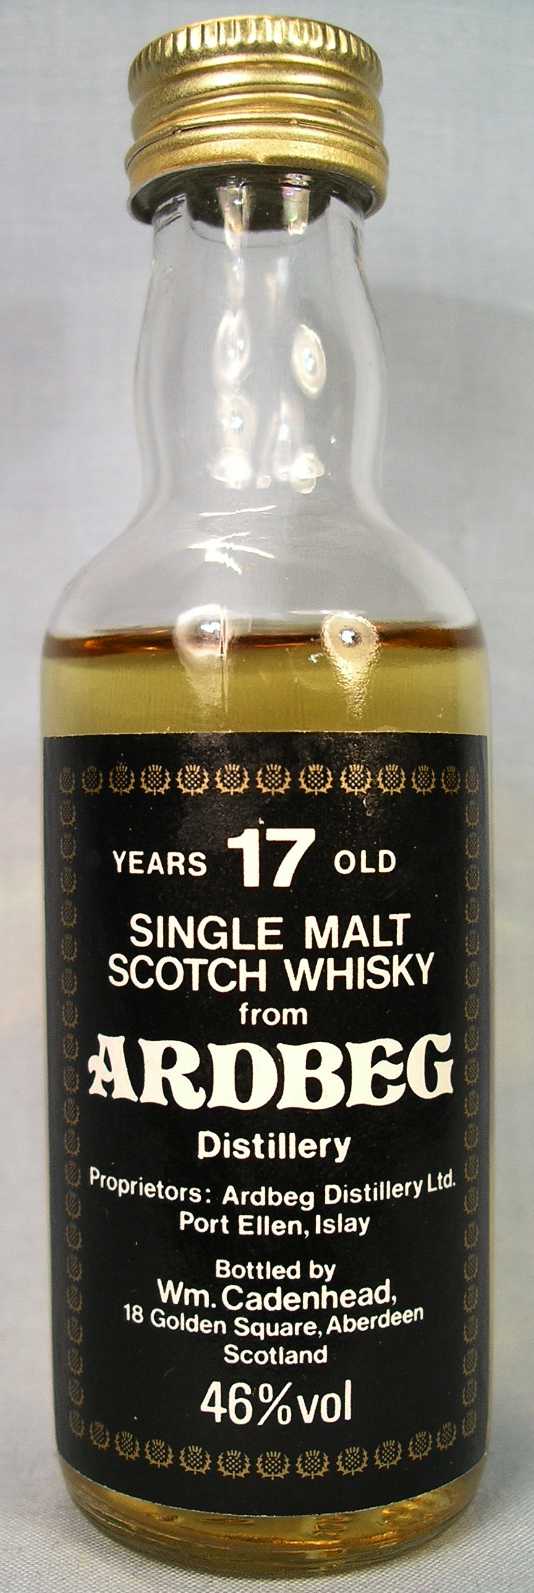 YEARS 17 OLD
SINGLE MALT
SCOTCH WHISKY
from
ARDBEG
Distillery
Proprietors: Ardbeg Distillery Ltd.
Port Ellen, Islay
Bottled by
Wm. Cadenhead,
18 Golden Square, Aberdeen
Scotland
46% vol